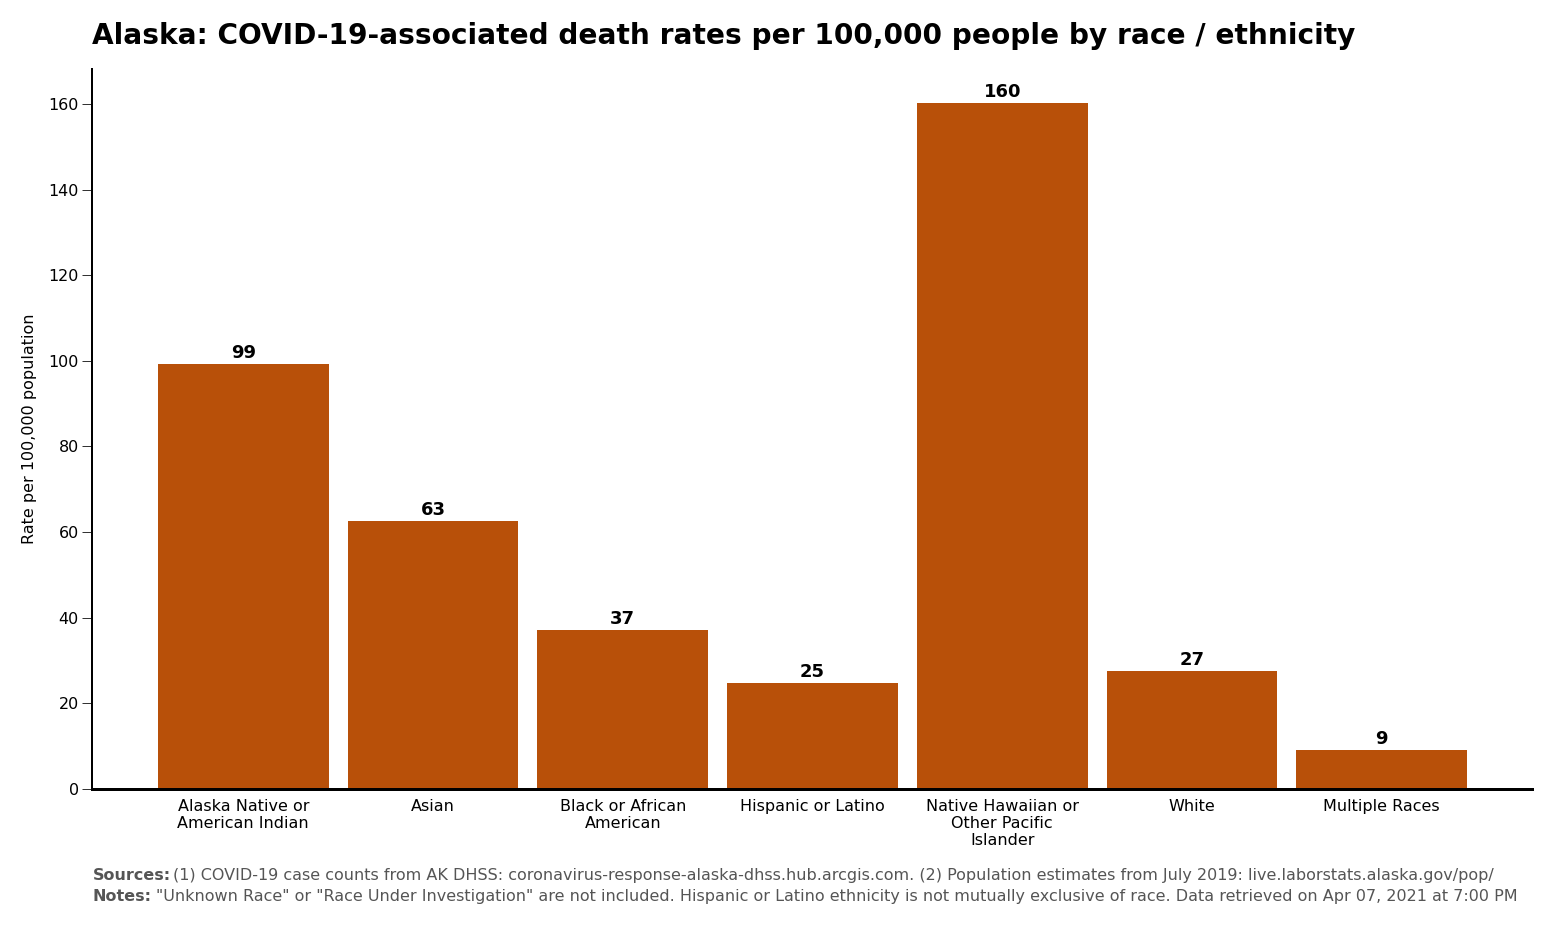 Alaska: COVID-19-associated death rates per 100,000 people by race / ethnicity
Rate per 100,000 population
160
140
120
100
80
60
40
20
0
99
63
37
25
160
27
9
Alaska Native or
American Indian
Asian
Black or African
American
Hispanic or Latino
Native Hawaiian or
Other Pacific
Islander
White
Multiple Races
Sources: (1) COVID-19 case counts from AK DHSS: coronavirus-response-alaska-dhss.hub.arcgis.com. (2) Population estimates from July 2019: live.laborstats.alaska.gov/pop/
Notes: "Unknown Race" or "Race Under Investigation" are not included. Hispanic or Latino ethnicity is not mutually exclusive of race. Data retrieved on Apr 07, 2021 at 7:00 PM